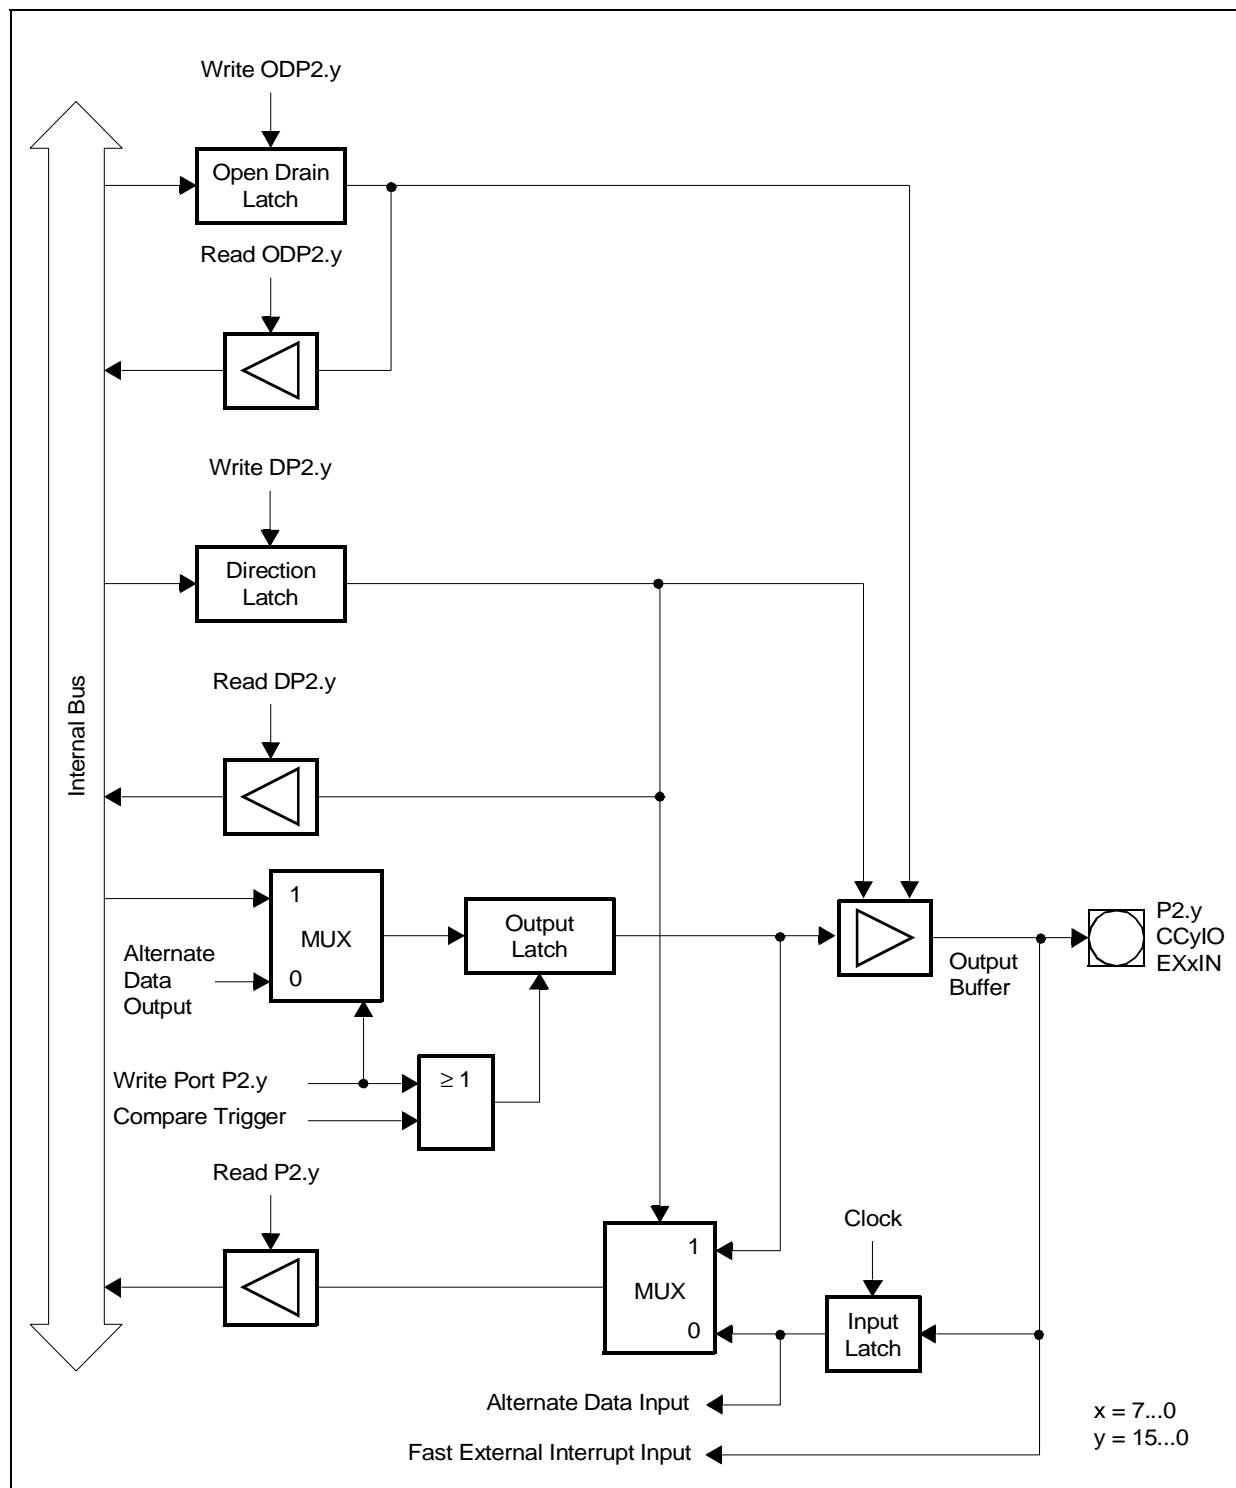 Write ODP2.y
Open Drain
Latch
Read ODP2.y
Write DP2.y
Direction
Latch
Internal Bus
Read DP2.y
1
MUX
0
Alternate
Data
Output
Output
Latch
Output
Buffer
P2.y
CCyIO
EXxIN
Write Port P2.y
≥ 1
Compare Trigger
Read P2.y
1
MUX
0
Clock
Input
Latch
Alternate Data Input
Fast External Interrupt Input
x = 7...0
y = 15...0